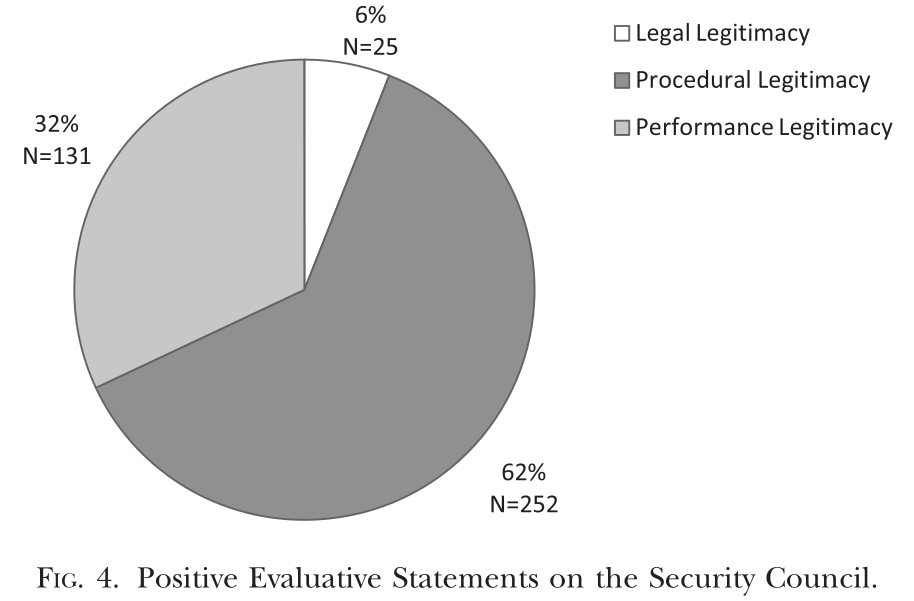 6%
N=25
Legal Legitimacy
Procedural Legitimacy
Performance Legitimacy
32%
N=131
62%
N=252
FIG. 4. Positive Evaluative Statements on the Security Council.